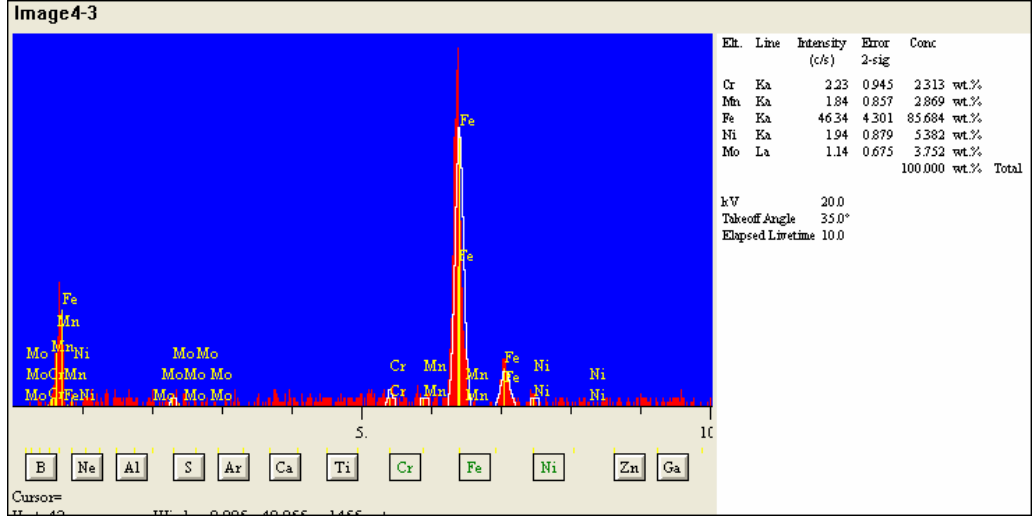 Image4-3
Elt. Line Intensity Error Conc
(c/s) 2-sig
Cr Ka 2.23 0.945 2.313 wt.%
Mn Ka 1.84 0.857 2.869 wt.%
Fe Ka 46.34 4.301 85.684 wt.%
Ni Ka 1.94 0.879 5.382 wt.%
Mo La 1.14 0.675 3.752 wt.%
100.000 wt.% Total
kV 20.0
Takeoff Angle 35.0°
Elapsed Livetime 10.0
Fe
Fe
Fe
Mn
Mo Mn Ni Mo Mo Cr Mn Fe Ni
Mo Cr Mn Mo Mo Mo Mn Fe Ni
Mo Cr Fe Ni Mo Mo Mo Cr Mn Mn Ni Ni
5. 10
B Ne Al S Ar Ca Ti Cr Fe Ni Zn Ga
Cursor=